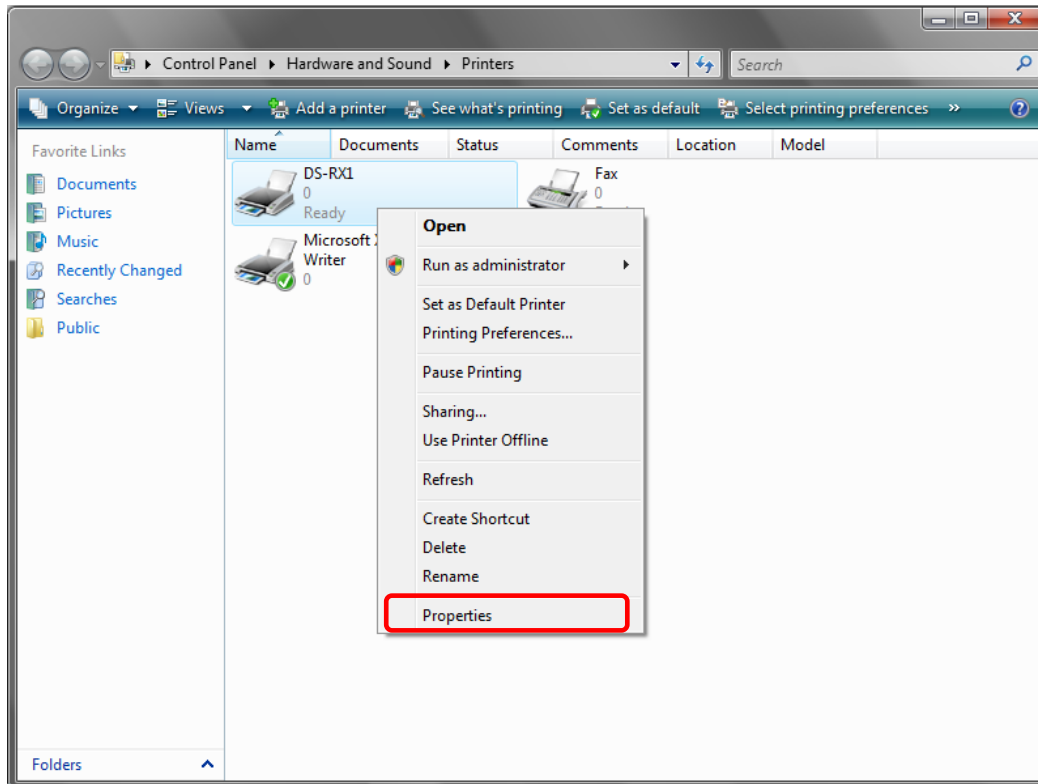 Control Panel ▸ Hardware and Sound ▸ Printers
Search
Organize Views Add a printer See what's printing Set as default Select printing preferences »
Favorite Links
Documents
Pictures
Music
Recently Changed
Searches
Public
Folders
Name Documents Status Comments Location Model
DS-RX1
0
Ready
Fax
0
Microsoft
Writer
0
Open
Run as administrator
Set as Default Printer
Printing Preferences...
Pause Printing
Sharing...
Use Printer Offline
Refresh
Create Shortcut
Delete
Rename
Properties